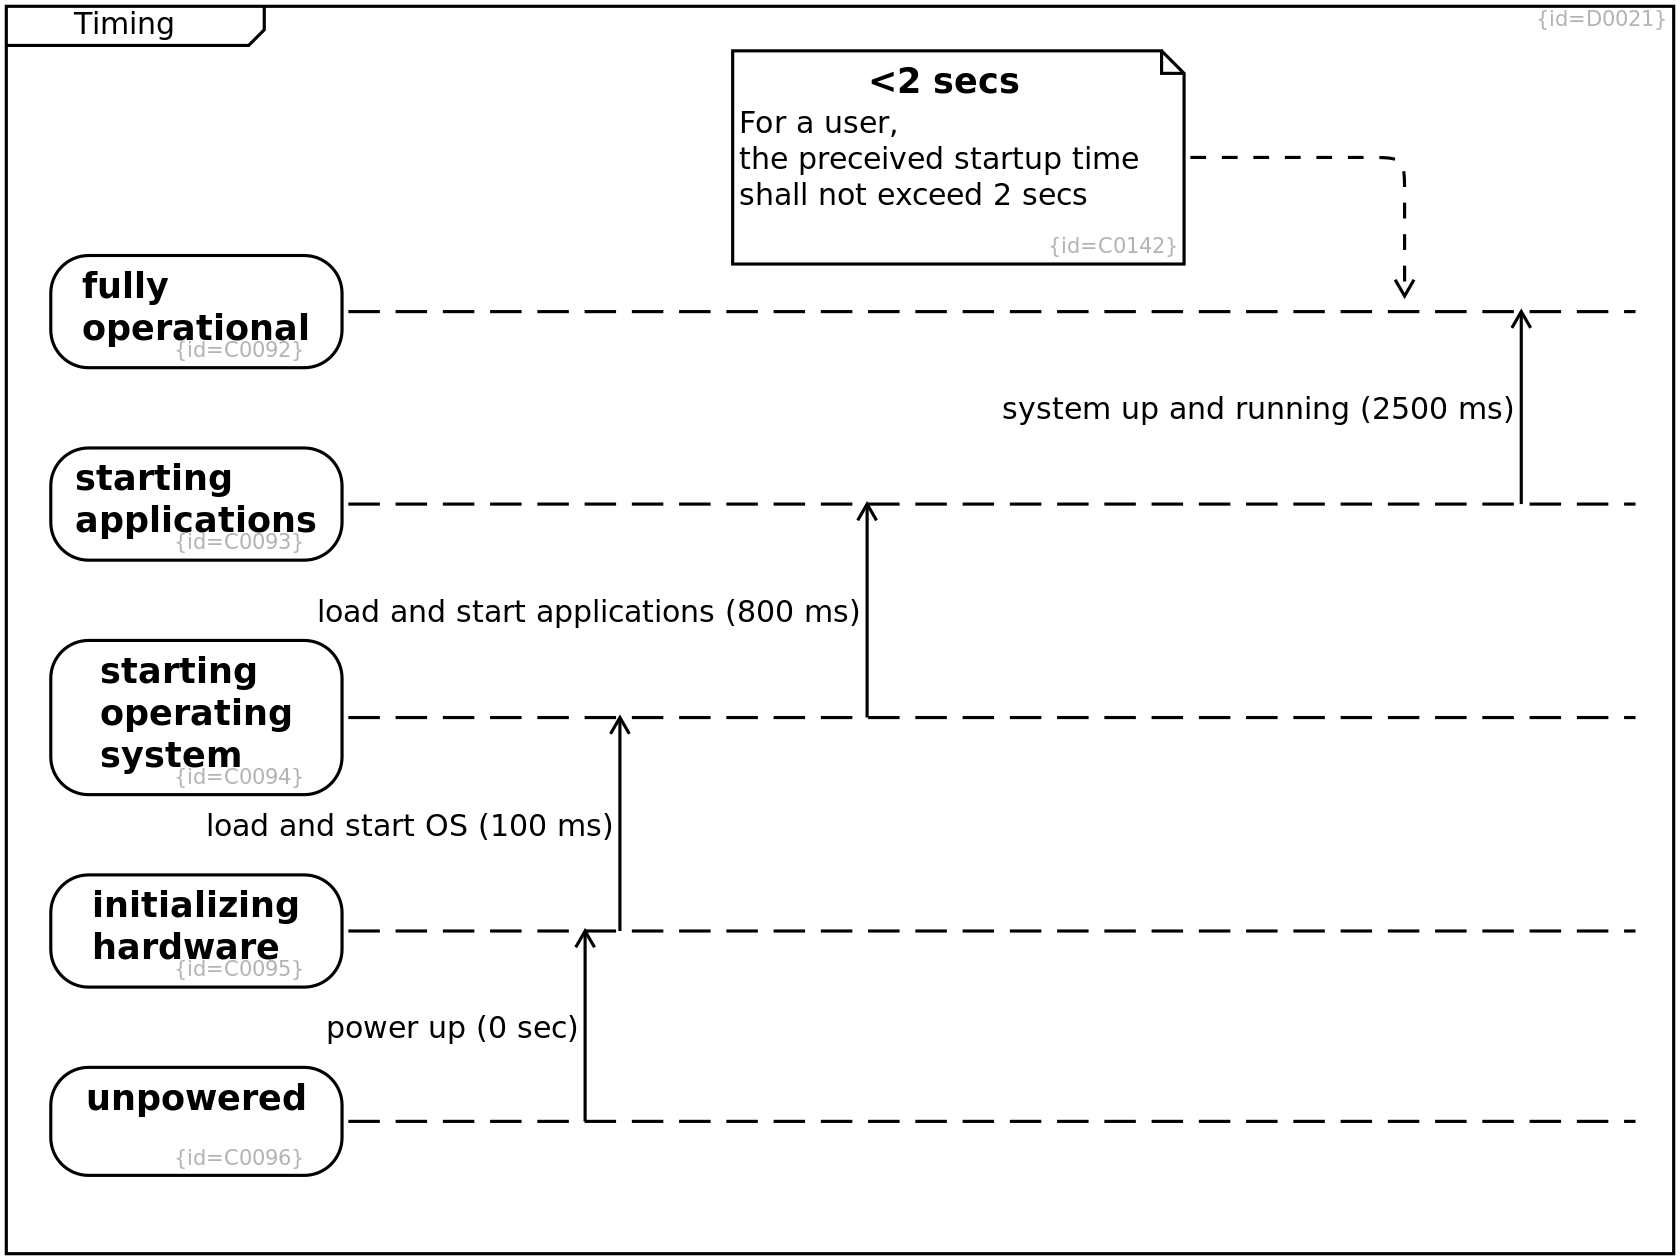 Timing
{id=D0021}
<2 secs
For a user,
the preceived startup time
shall not exceed 2 secs
{id=C0142}
fully
operational
{id=C0092}
system up and running (2500 ms)
starting
applications
{id=C0093}
load and start applications (800 ms)
starting
operating
system
{id=C0094}
load and start OS (100 ms)
initializing
hardware
{id=C0095}
power up (0 sec)
unpowered
{id=C0096}